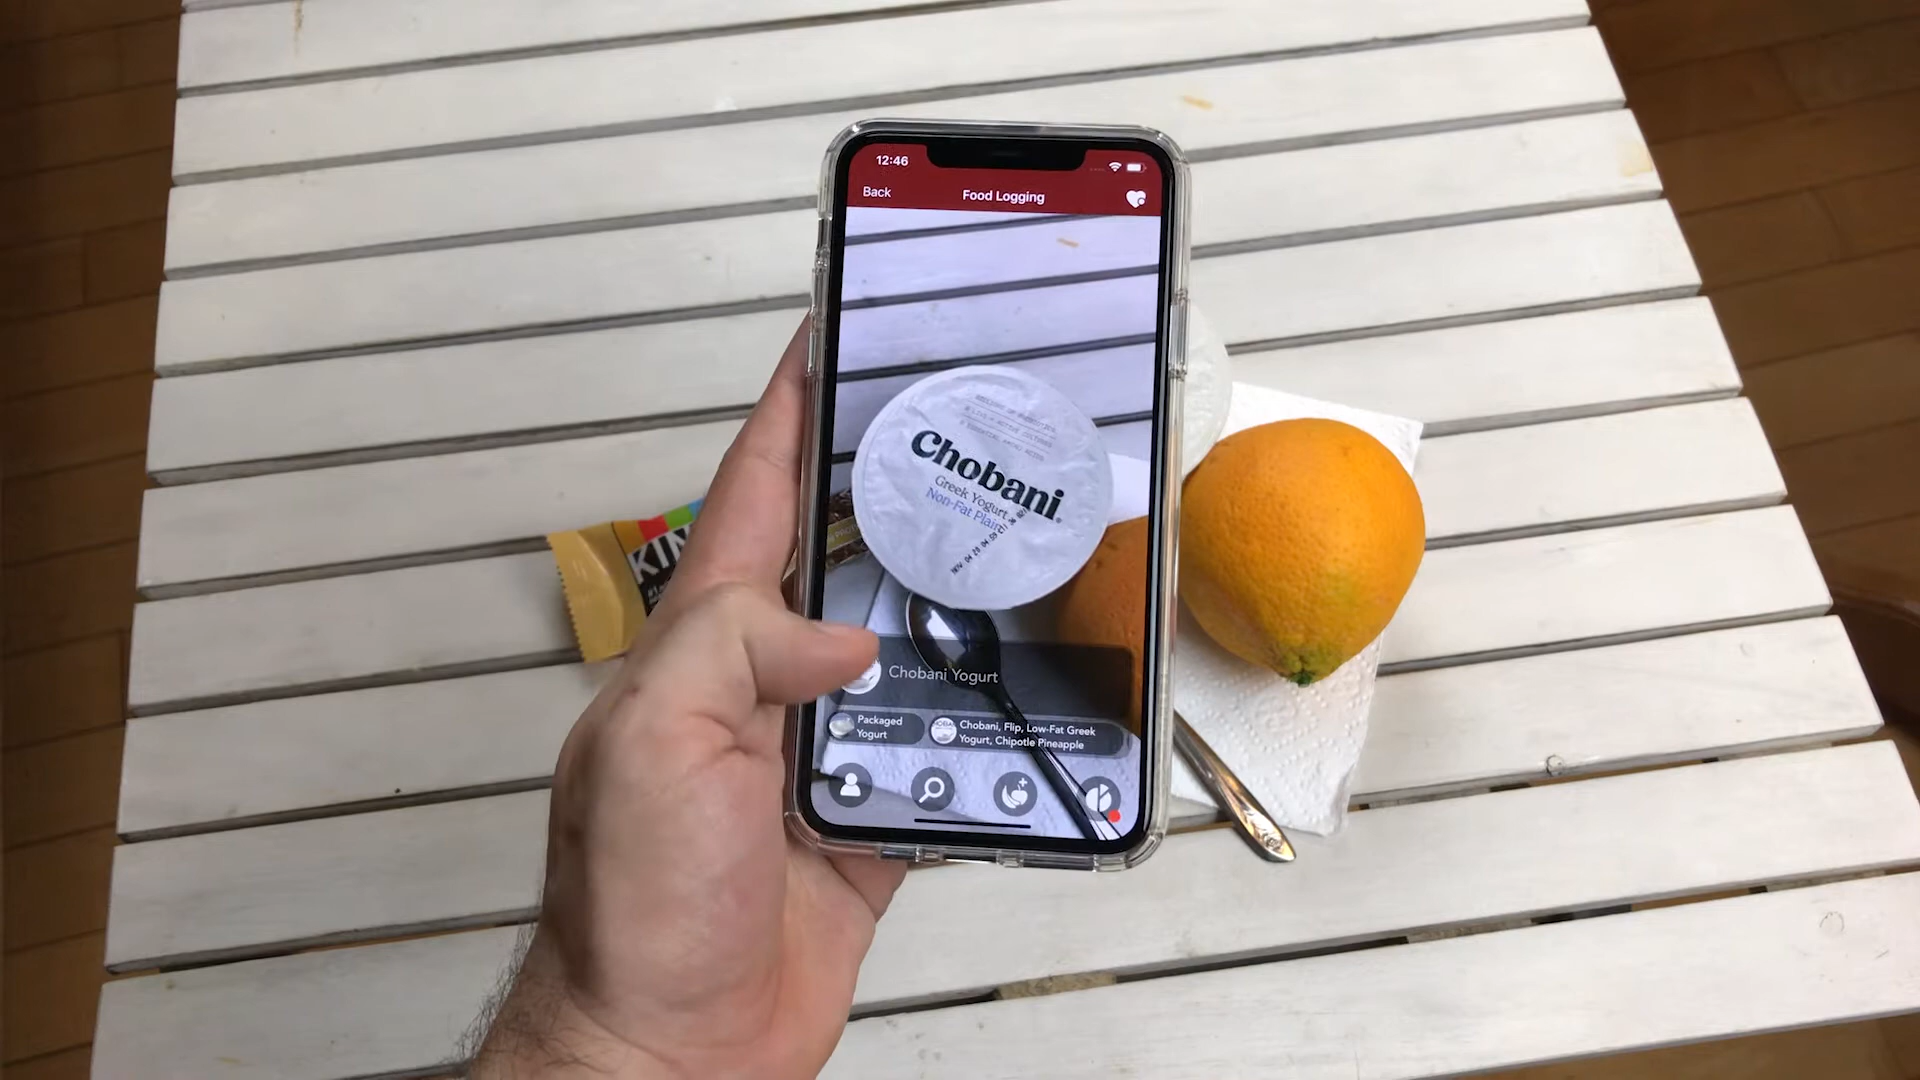 12:46
Back
Food Logging
Chobani
Greek Yogurt
Non-Fat Plain
KIN
Chobani Yogurt
Packaged
Yogurt
Chobani, Flip, Low-Fat Greek
Yogurt, Chipotle Pineapple